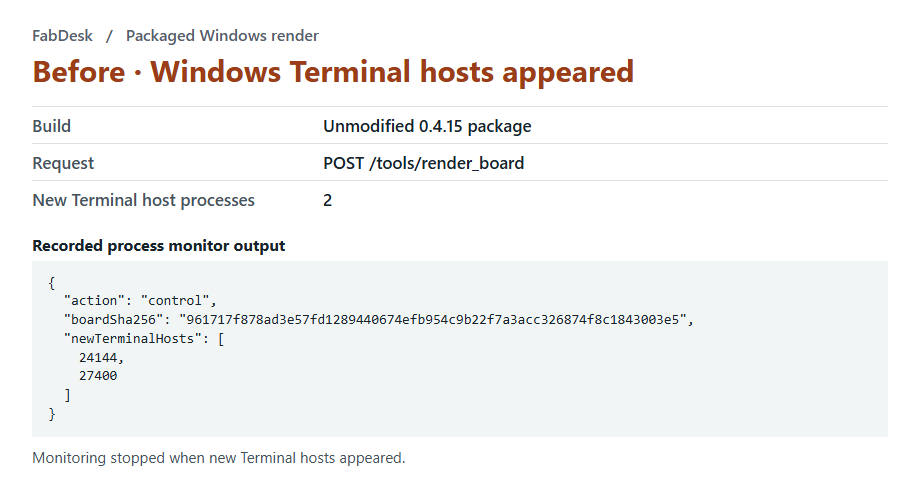 FabDesk / Packaged Windows render
Before · Windows Terminal hosts appeared
Build Unmodified 0.4.15 package
Request POST /tools/render_board
New Terminal host processes 2
Recorded process monitor output
{
"action": "control",
"boardSha256": "961717f878ad3e57fd1289440674efb954c9b22f7a3acc326874f8c1843003e5",
"newTerminalHosts": [
24144,
27400
]
}
Monitoring stopped when new Terminal hosts appeared.